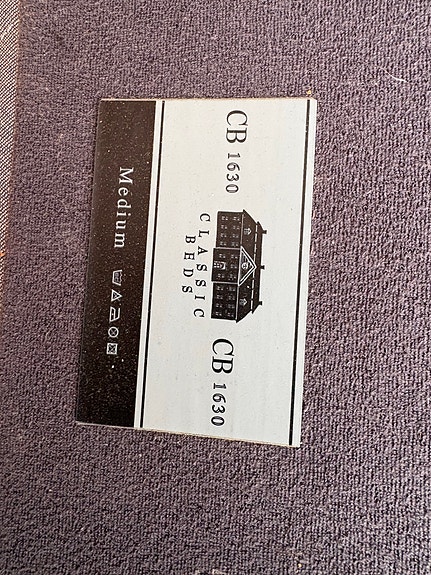 CB 1630
CLASSIC
BEDS
CB 1630
Medium